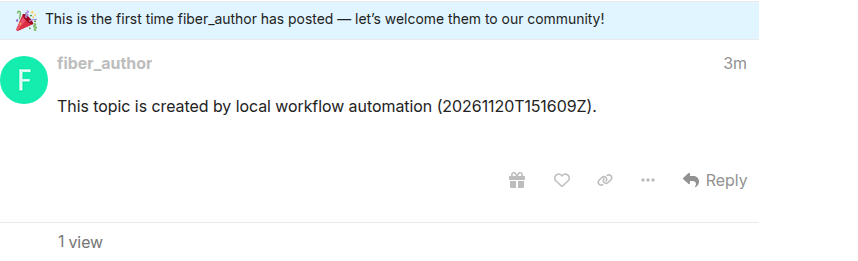 This is the first time fiber_author has posted — let’s welcome them to our community!
F
fiber_author 3m
This topic is created by local workflow automation (20261120T151609Z).
Reply
1 view